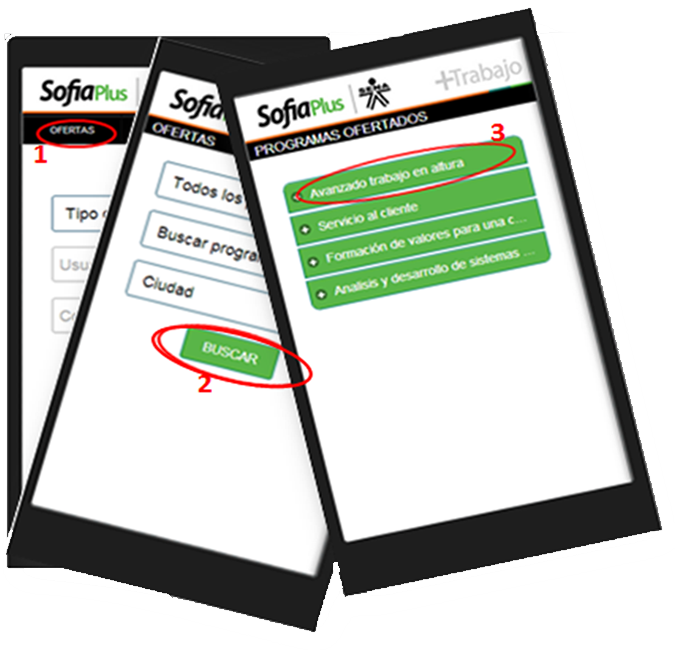 SofiaPlus
OFERTAS
1
Tipo
Usu
C
Sofia
OFERTAS
Todos los
Buscar progra
Ciudad
BUSCAR
2
SofiaPlus SENA +Trabajo
PROGRAMAS OFERTADOS
3
Avanzado trabajo en altura
Servicio al cliente
Formación de valores para una c...
Analisis y desarrollo de sistemas ...